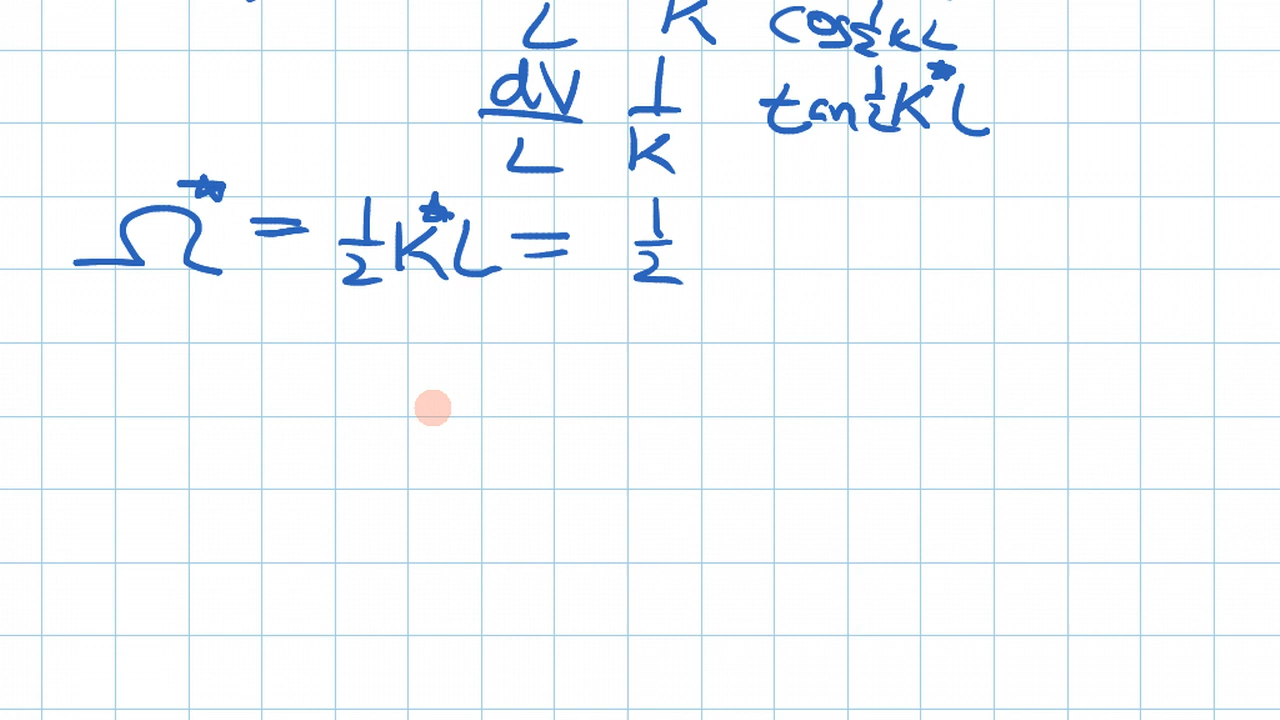 L K cos½KL
dV/L 1/K tan½K*L
Ω* = ½K*L = ½